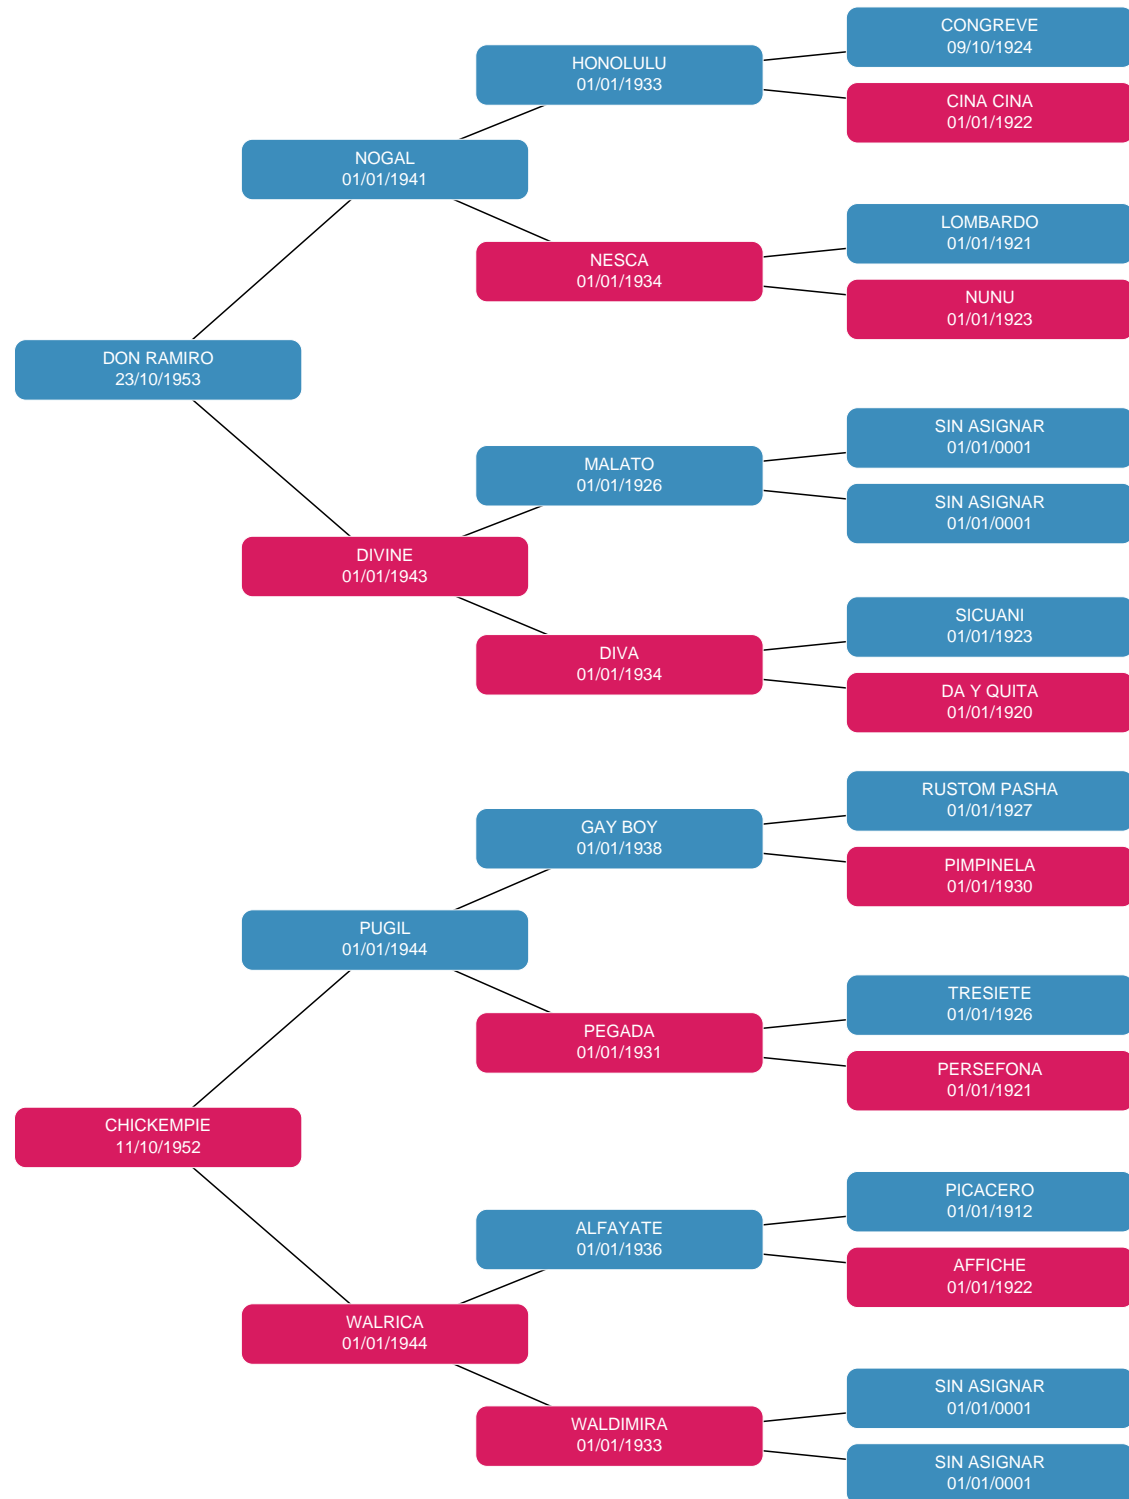 CONGREVE
09/10/1924
HONOLULU
01/01/1933
CINA CINA
01/01/1922
NOGAL
01/01/1941
LOMBARDO
01/01/1921
NESCA
01/01/1934
NUNU
01/01/1923
DON RAMIRO
23/10/1953
SIN ASIGNAR
01/01/0001
MALATO
01/01/1926
SIN ASIGNAR
01/01/0001
DIVINE
01/01/1943
SICUANI
01/01/1923
DIVA
01/01/1934
DA Y QUITA
01/01/1920
RUSTOM PASHA
01/01/1927
GAY BOY
01/01/1938
PIMPINELA
01/01/1930
PUGIL
01/01/1944
TRESIETE
01/01/1926
PEGADA
01/01/1931
PERSEFONA
01/01/1921
CHICKEMPIE
11/10/1952
PICACERO
01/01/1912
ALFAYATE
01/01/1936
AFFICHE
01/01/1922
WALRICA
01/01/1944
SIN ASIGNAR
01/01/0001
WALDIMIRA
01/01/1933
SIN ASIGNAR
01/01/0001